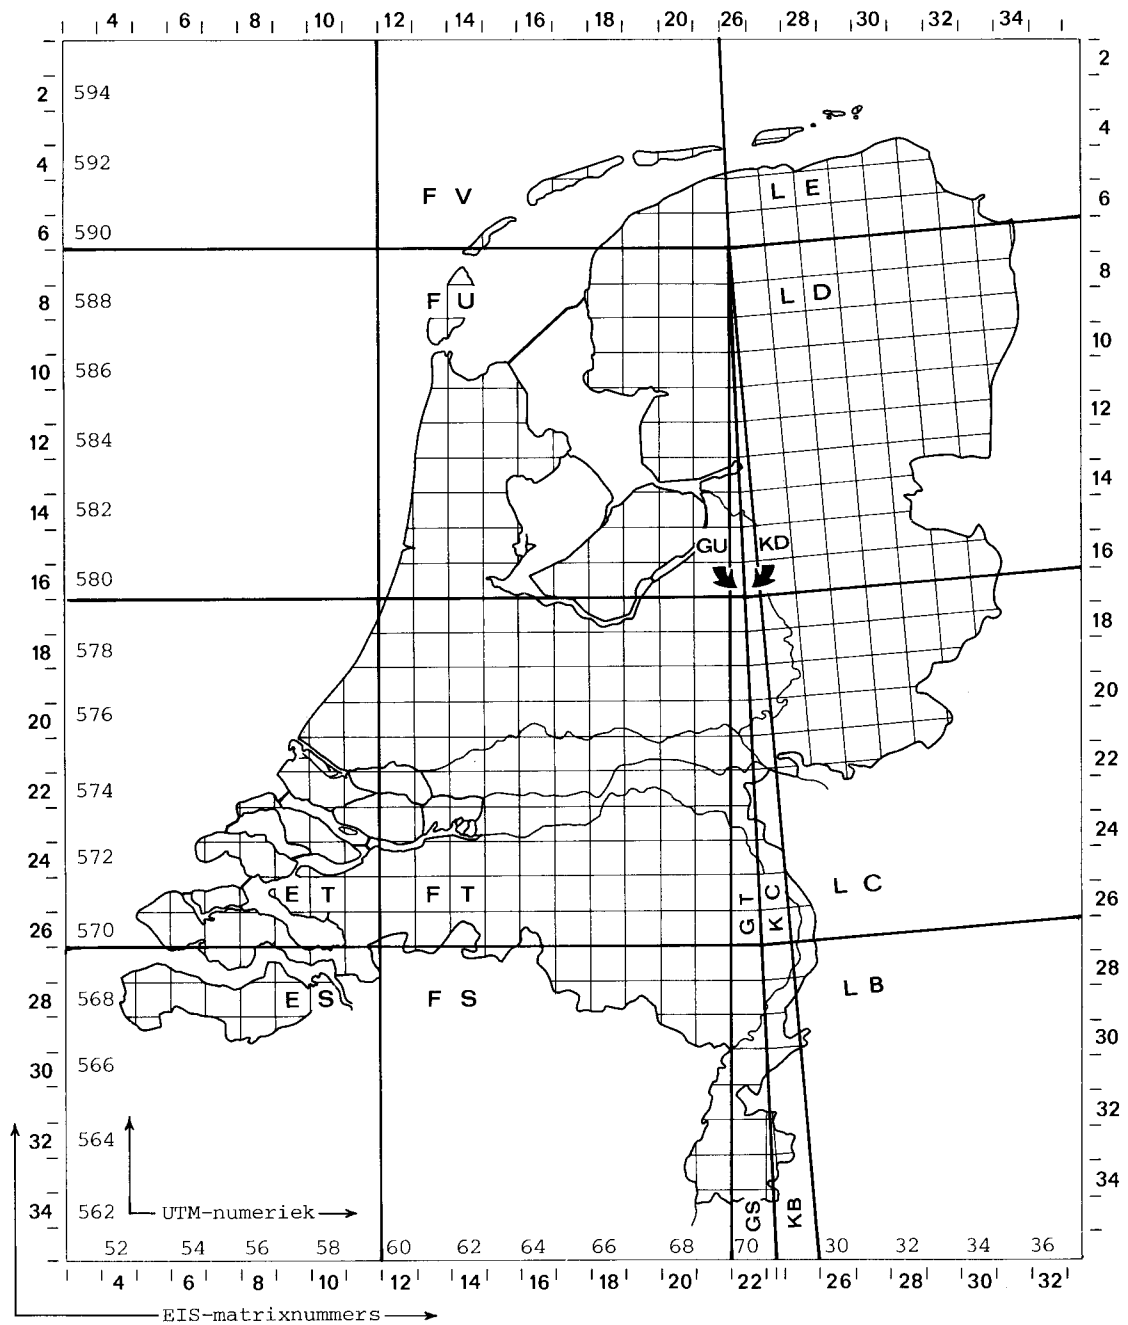 4 6 8 10 12 14 16 18 20 22 26 28 30 32 34
2 594 2
4 592 4
F V L E
6 590 6
8 588 F U L D 8
10 586 10
12 584 12
14 582 14
GU KD
16 580 16
18 578 18
20 576 20
22 574 22
24 572 24
E T F T G T K C L C
26 570 26
28 568 E S F S L B 28
30 566 30
32 564 32
34 562 UTM-numeriek GS KB 34
52 54 56 58 60 62 64 66 68 70 30 32 34 36
4 6 8 10 12 14 16 18 20 22 26 28 30 32
EIS-matrixnummers